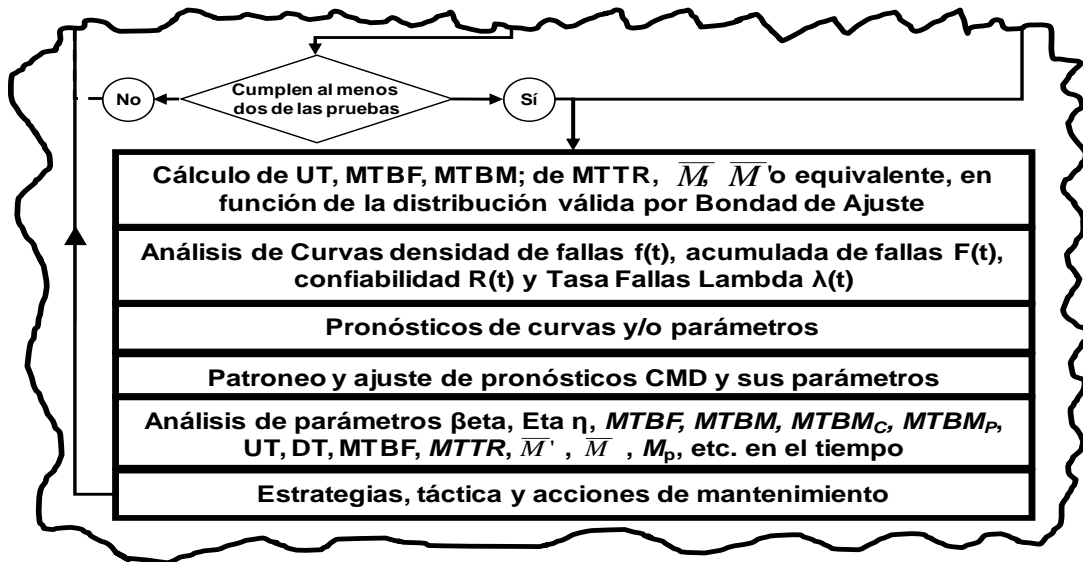 Cumplen al menos
dos de las pruebas
No
Sí
Cálculo de UT, MTBF, MTBM; de MTTR, M̅, M̅'o equivalente, en
función de la distribución válida por Bondad de Ajuste
Análisis de Curvas densidad de fallas f(t), acumulada de fallas F(t),
confiabilidad R(t) y Tasa Fallas Lambda λ(t)
Pronósticos de curvas y/o parámetros
Patroneo y ajuste de pronósticos CMD y sus parámetros
Análisis de parámetros βeta, Eta η, MTBF, MTBM, MTBMC, MTBMP,
UT, DT, MTBF, MTTR, M̅' , M̅ , Mp, etc. en el tiempo
Estrategias, táctica y acciones de mantenimiento